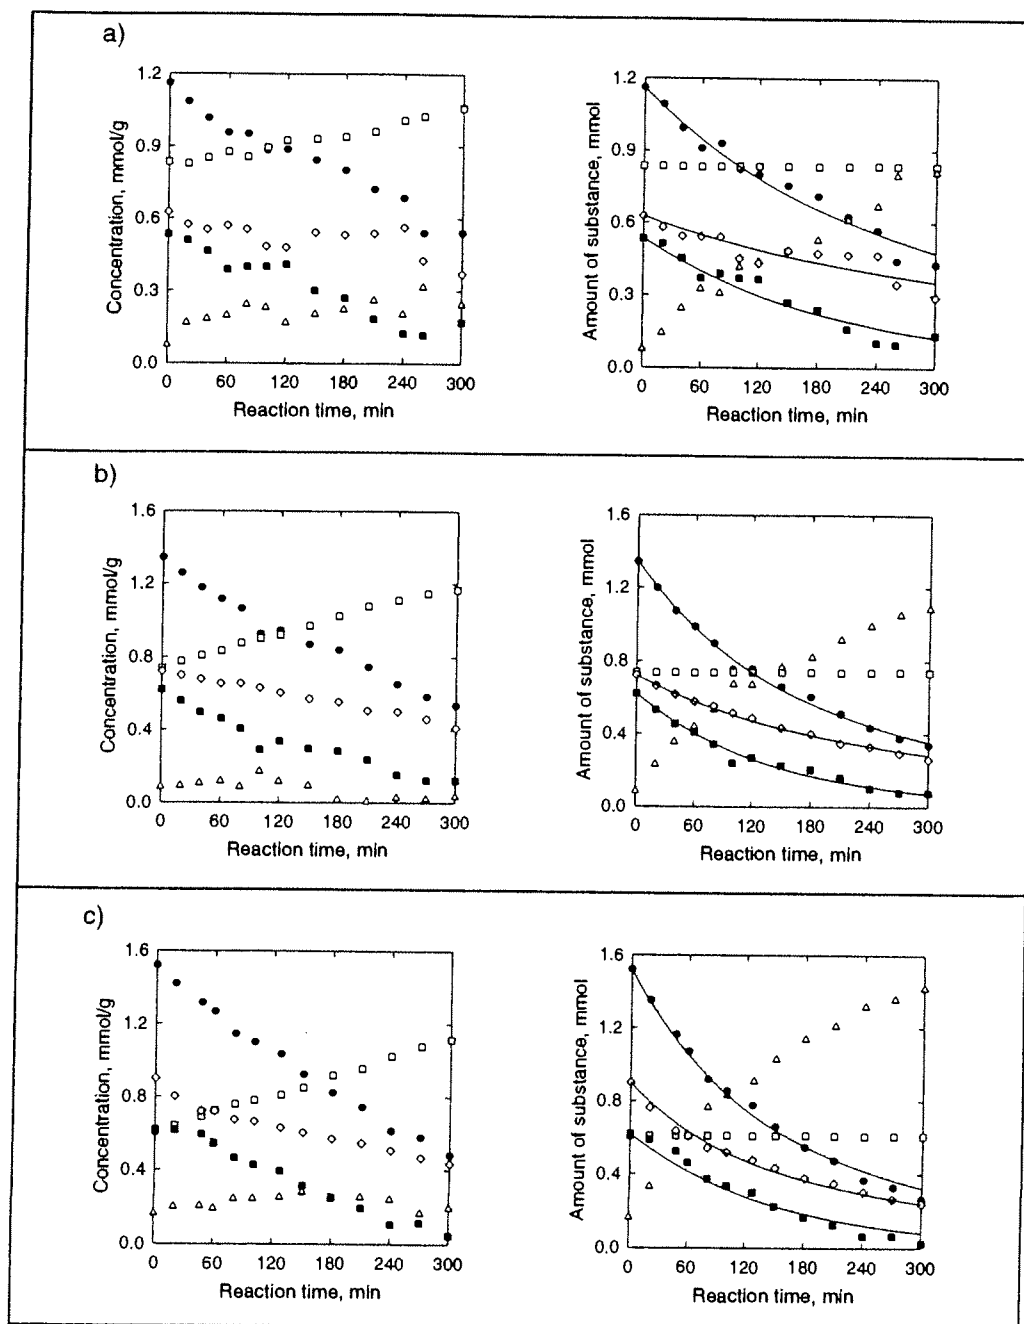 a)
Concentration, mmol/g
1.2
0.9
0.6
0.3
0.0
0 60 120 180 240 300
Reaction time, min
Amount of substance, mmol
1.2
0.9
0.6
0.3
0.0
0 60 120 180 240 300
Reaction time, min
b)
Concentration, mmol/g
1.6
1.2
0.8
0.4
0.0
0 60 120 180 240 300
Reaction time, min
Amount of substance, mmol
1.6
1.2
0.8
0.4
0.0
0 60 120 180 240 300
Reaction time, min
c)
Concentration, mmol/g
1.6
1.2
0.8
0.4
0.0
0 60 120 180 240 300
Reaction time, min
Amount of substance, mmol
1.6
1.2
0.8
0.4
0.0
0 60 120 180 240 300
Reaction time, min